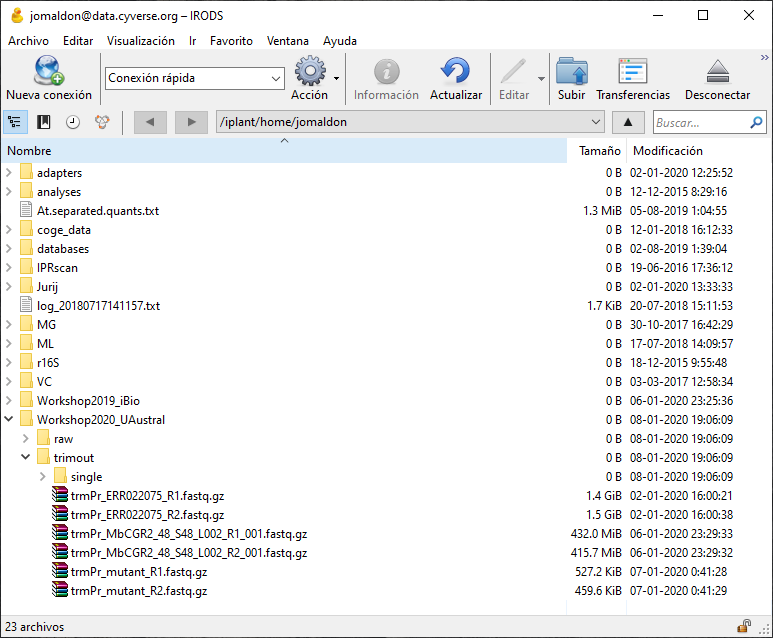 jomaldon@data.cyverse.org – IRODS
Archivo Editar Visualización Ir Favorito Ventana Ayuda
Nueva conexión Conexión rápida Acción Información Actualizar Editar Subir Transferencias Desconectar
/iplant/home/jomaldon Buscar...
Nombre Tamaño Modificación
adapters 0 B 02-01-2020 12:25:52
analyses 0 B 12-12-2015 8:29:16
At.separated.quants.txt 1.3 MiB 05-08-2019 1:04:55
coge_data 0 B 12-01-2018 16:12:33
databases 0 B 02-08-2019 1:39:04
IPRscan 0 B 19-06-2016 17:36:12
Jurij 0 B 02-01-2020 13:33:33
log_20180717141157.txt 1.7 KiB 20-07-2018 15:11:53
MG 0 B 30-10-2017 16:42:29
ML 0 B 17-07-2018 14:09:57
r16S 0 B 18-12-2015 9:55:48
VC 0 B 03-03-2017 12:58:34
Workshop2019_iBio 0 B 06-01-2020 23:25:36
Workshop2020_UAustral 0 B 08-01-2020 19:06:09
raw 0 B 08-01-2020 19:06:09
trimout 0 B 08-01-2020 19:06:09
single 0 B 08-01-2020 19:06:09
trmPr_ERR022075_R1.fastq.gz 1.4 GiB 02-01-2020 16:00:21
trmPr_ERR022075_R2.fastq.gz 1.5 GiB 02-01-2020 16:00:38
trmPr_MbCGR2_48_S48_L002_R1_001.fastq.gz 432.0 MiB 06-01-2020 23:29:33
trmPr_MbCGR2_48_S48_L002_R2_001.fastq.gz 415.7 MiB 06-01-2020 23:29:32
trmPr_mutant_R1.fastq.gz 527.2 KiB 07-01-2020 0:41:28
trmPr_mutant_R2.fastq.gz 459.6 KiB 07-01-2020 0:41:29
23 archivos